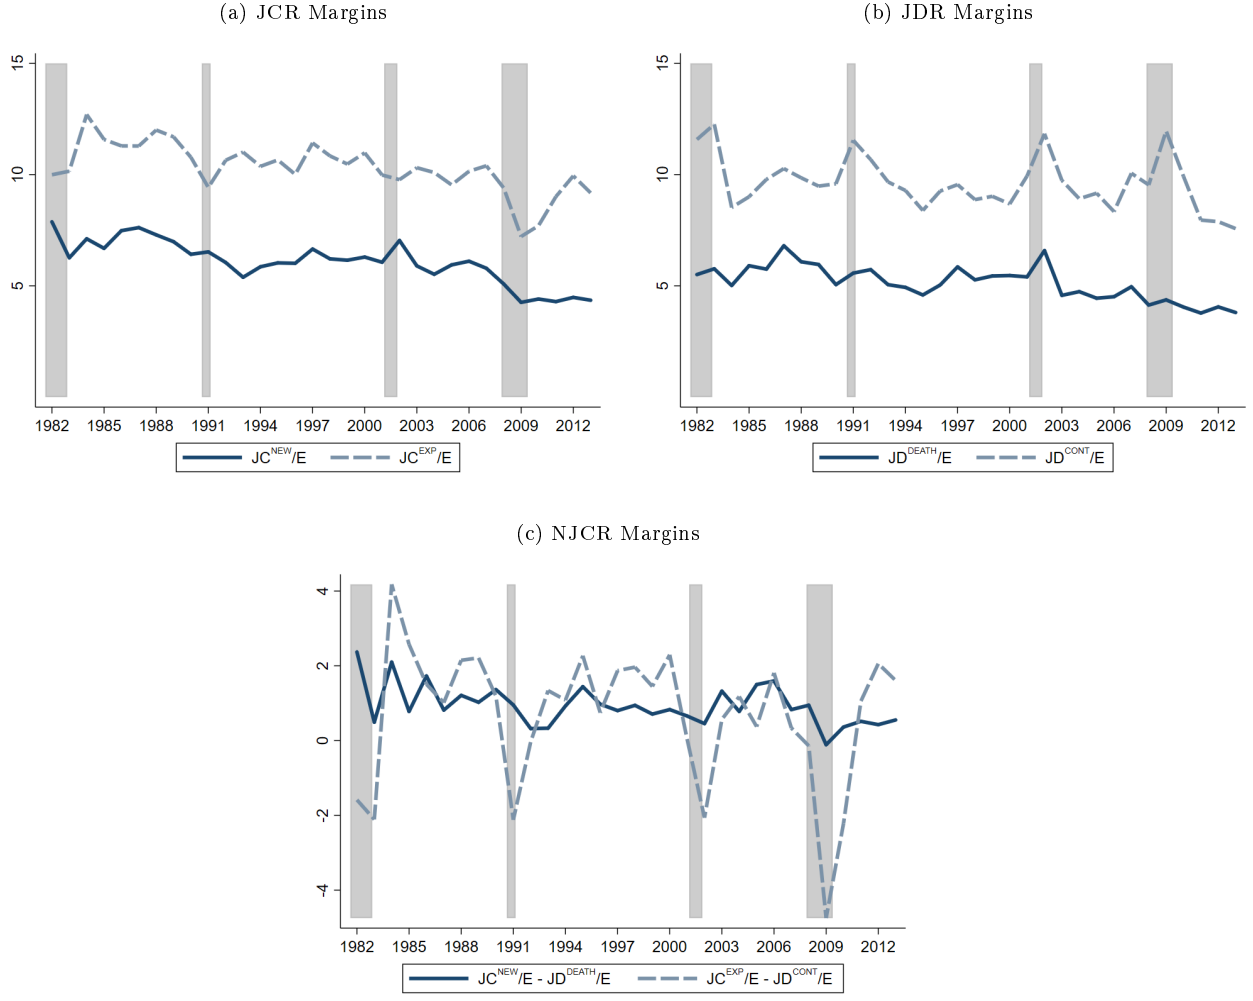 (a) JCR Margins
15
10
5
1982 1985 1988 1991 1994 1997 2000 2003 2006 2009 2012
JC^NEW/E JC^EXP/E
(b) JDR Margins
15
10
5
1982 1985 1988 1991 1994 1997 2000 2003 2006 2009 2012
JD^DEATH/E JD^CONT/E
(c) NJCR Margins
4
2
0
-2
-4
1982 1985 1988 1991 1994 1997 2000 2003 2006 2009 2012
JC^NEW/E - JD^DEATH/E JC^EXP/E - JD^CONT/E